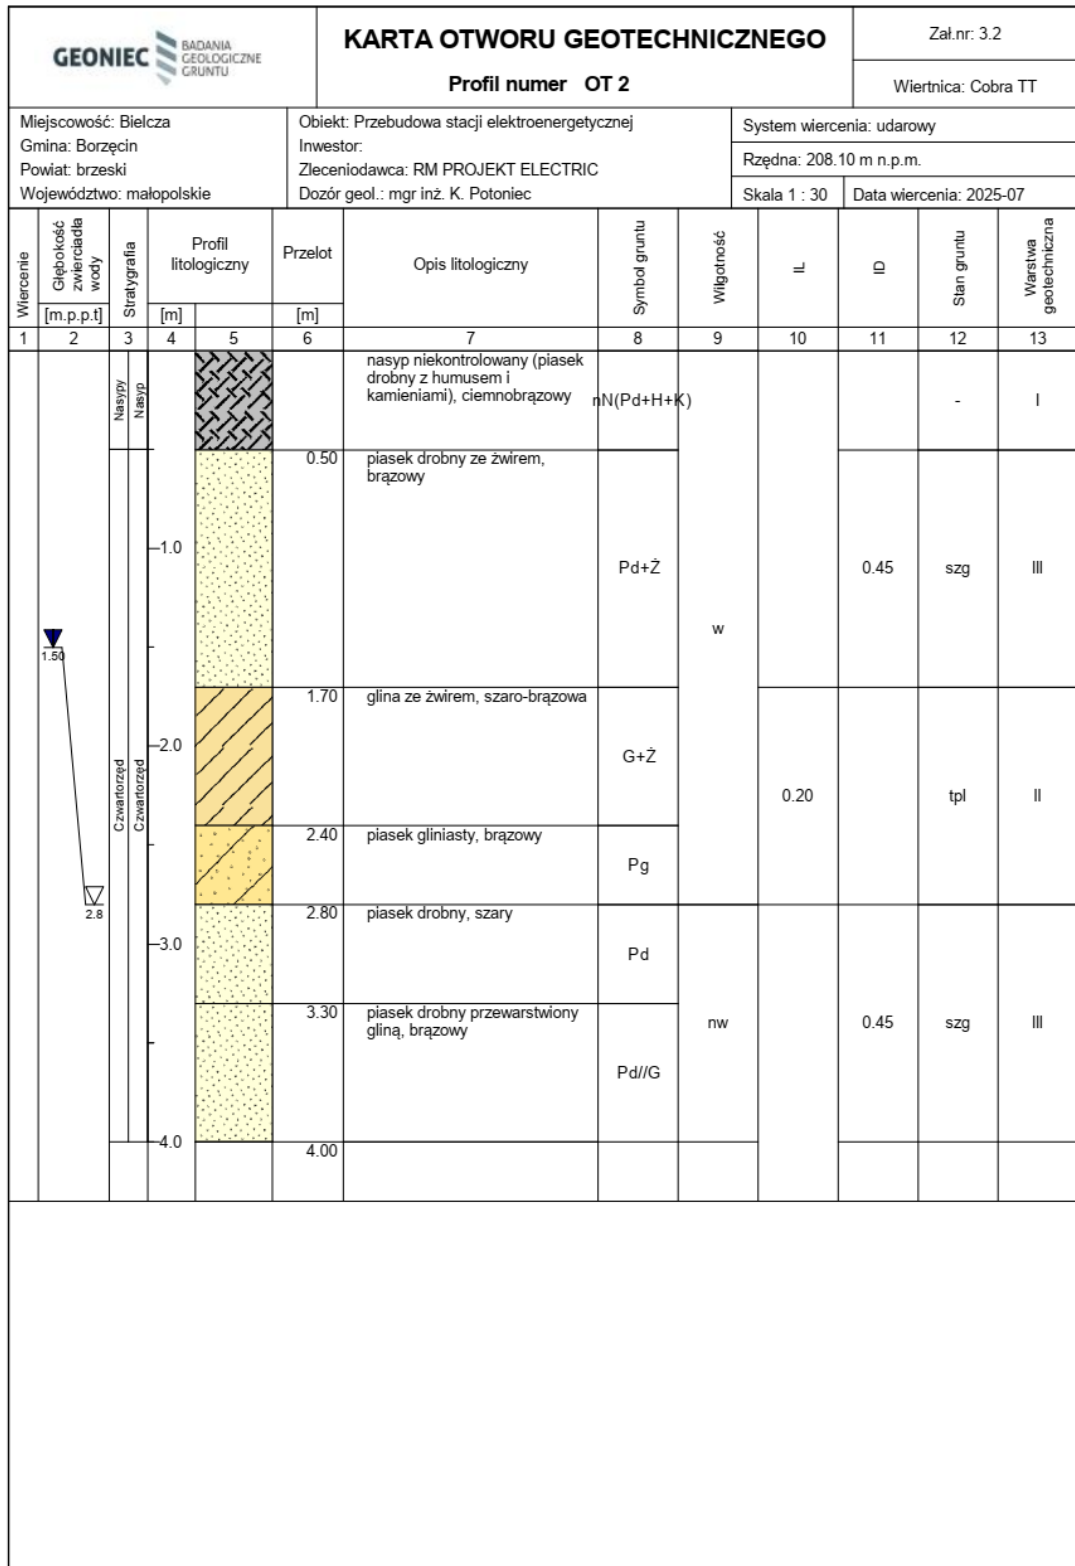 GEONIEC
BADANIA
GEOLOGICZNE
GRUNTU
KARTA OTWORU GEOTECHNICZNEGO
Profil numer OT 2
Zał.nr: 3.2
Wiertnica: Cobra TT
Miejscowość: Bielcza
Gmina: Borzęcin
Powiat: brzeski
Województwo: małopolskie
Obiekt: Przebudowa stacji elektroenergetycznej
Inwestor:
Zleceniodawca: RM PROJEKT ELECTRIC
Dozór geol.: mgr inż. K. Potoniec
System wiercenia: udarowy
Rzędna: 208.10 m n.p.m.
Skala 1 : 30
Data wiercenia: 2025-07
Wiercenie
Głębokość
zwierciadła
wody
[m.p.p.t]
Stratygrafia
Profil
litologiczny
[m]
Przelot
[m]
Opis litologiczny
Symbol gruntu
Wilgotność
IL
ID
Stan gruntu
Warstwa
geotechniczna
1 2 3 4 5 6 7 8 9 10 11 12 13
Nasypy
Nasyp
nasyp niekontrolowany (piasek
drobny z humusem i
kamieniami), ciemnobrązowy
nN(Pd+H+K)
-
I
0.50
piasek drobny ze żwirem,
brązowy
1.0
Pd+Ż
0.45
szg
III
w
1.50
1.70
glina ze żwirem, szaro-brązowa
2.0
G+Ż
0.20
tpl
II
Czwartorzęd
Czwartorzęd
2.40
piasek gliniasty, brązowy
Pg
2.8
2.80
piasek drobny, szary
3.0
Pd
3.30
piasek drobny przewarstwiony
gliną, brązowy
nw
0.45
szg
III
Pd//G
4.0
4.00